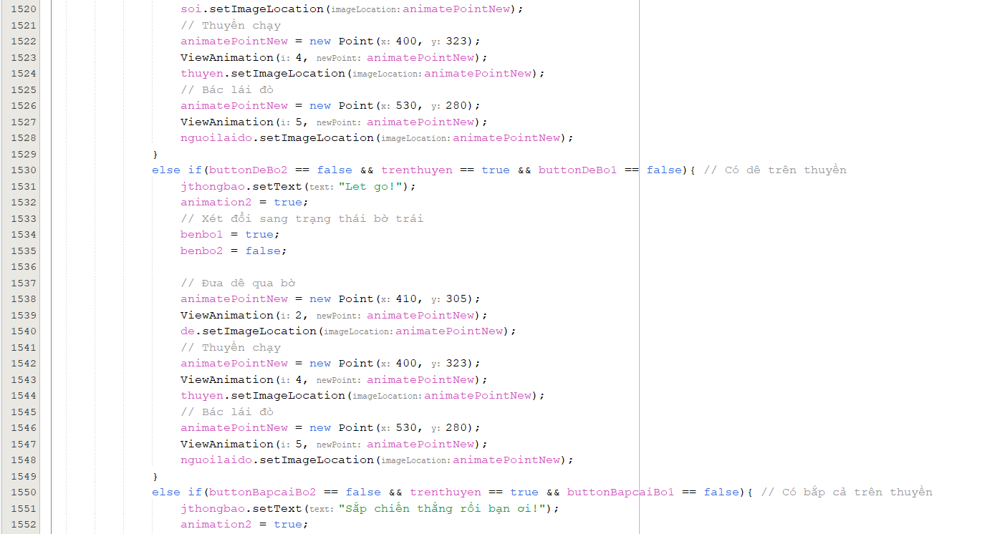 1520 soi.setImageLocation(imageLocation: animatePointNew);
1521 // Thuyền chạy
1522 animatePointNew = new Point(x: 400, y: 323);
1523 ViewAnimation(i: 4, newPoint: animatePointNew);
1524 thuyen.setImageLocation(imageLocation: animatePointNew);
1525 // Bác lái đò
1526 animatePointNew = new Point(x: 530, y: 280);
1527 ViewAnimation(i: 5, newPoint: animatePointNew);
1528 nguoilaido.setImageLocation(imageLocation: animatePointNew);
1529 }
1530 else if(buttonDeBo2 == false && trenthuyen == true && buttonDeBo1 == false){ // Có dê trên thuyền
1531 jthongbao.setText(text: "Let go!");
1532 animation2 = true;
1533 // Xét đổi sang trạng thái bờ trái
1534 benbo1 = true;
1535 benbo2 = false;
1536
1537 // Đưa dê qua bờ
1538 animatePointNew = new Point(x: 410, y: 305);
1539 ViewAnimation(i: 2, newPoint: animatePointNew);
1540 de.setImageLocation(imageLocation: animatePointNew);
1541 // Thuyền chạy
1542 animatePointNew = new Point(x: 400, y: 323);
1543 ViewAnimation(i: 4, newPoint: animatePointNew);
1544 thuyen.setImageLocation(imageLocation: animatePointNew);
1545 // Bác lái đò
1546 animatePointNew = new Point(x: 530, y: 280);
1547 ViewAnimation(i: 5, newPoint: animatePointNew);
1548 nguoilaido.setImageLocation(imageLocation: animatePointNew);
1549 }
1550 else if(buttonBapcaiBo2 == false && trenthuyen == true && buttonBapcaiBo1 == false){ // Có bắp cả trên thuyền
1551 jthongbao.setText(text: "Sắp chiến thắng rồi bạn ơi!");
1552 animation2 = true;